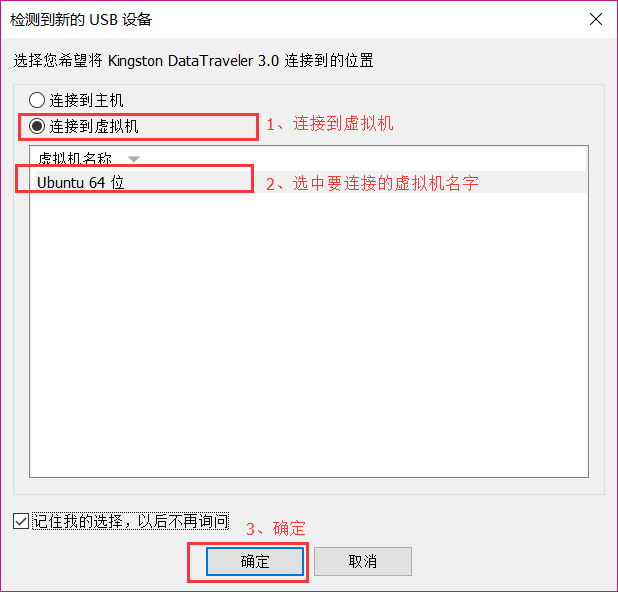 检测到新的 USB 设备
选择您希望将 Kingston DataTraveler 3.0 连接到的位置
连接到主机
连接到虚拟机
1、连接到虚拟机
虚拟机名称
Ubuntu 64 位
2、选中要连接的虚拟机名字
记住我的选择，以后不再询问
3、确定
确定
取消